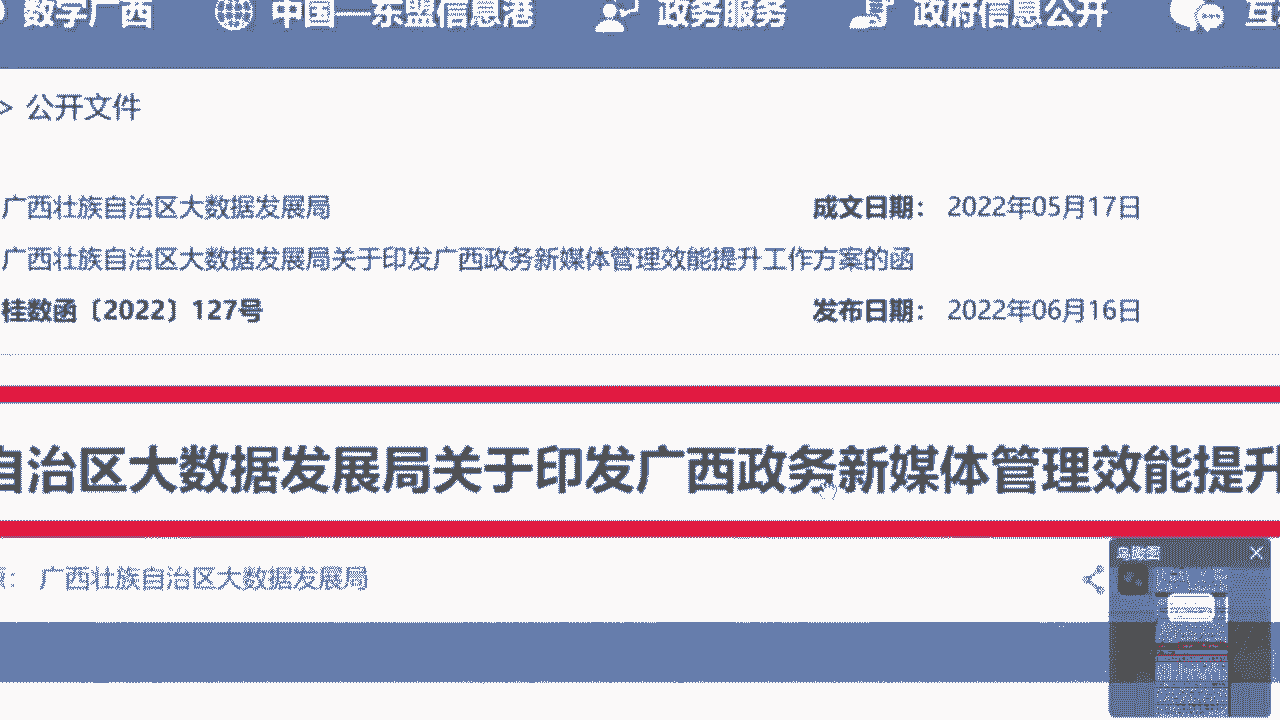 数字广西 中国—东盟信息港 政务服务 政府信息公开 互
> 公开文件
广西壮族自治区大数据发展局 成文日期： 2022年05月17日
广西壮族自治区大数据发展局关于印发广西政务新媒体管理效能提升工作方案的函
桂数函〔2022〕127号 发布日期： 2022年06月16日
自治区大数据发展局关于印发广西政务新媒体管理效能提升
： 广西壮族自治区大数据发展局
鸟瞰图